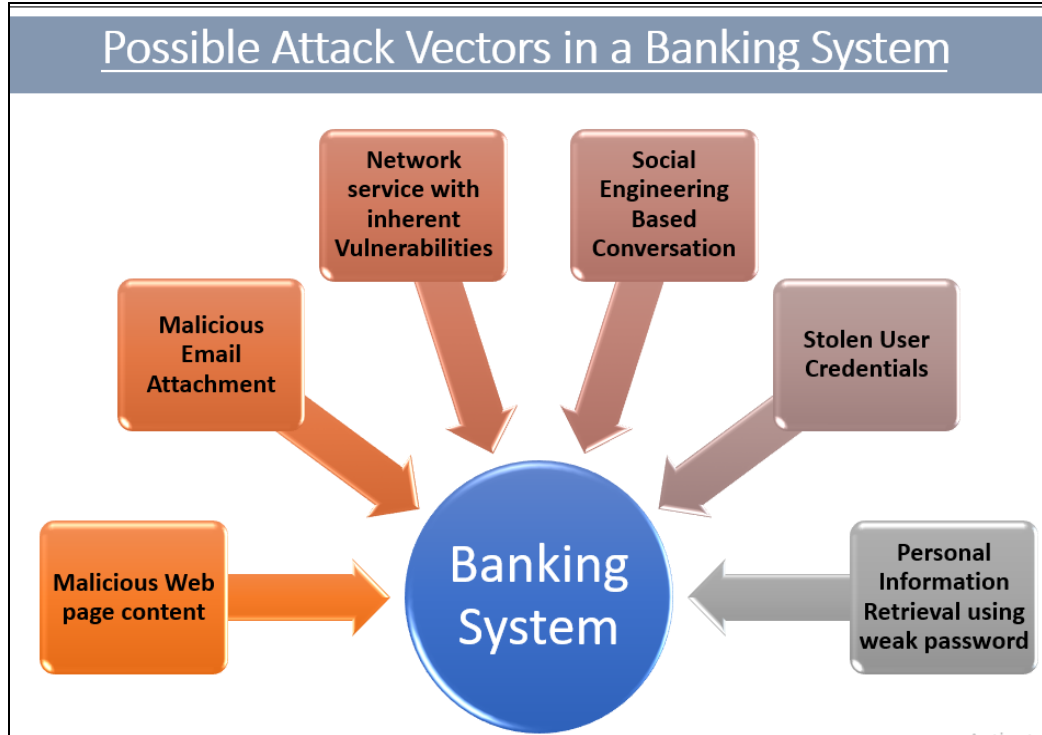 Possible Attack Vectors in a Banking System
Network
service with
inherent
Vulnerabilities
Social
Engineering
Based
Conversation
Malicious
Email
Attachment
Stolen User
Credentials
Malicious Web
page content
Banking
System
Personal
Information
Retrieval using
weak password